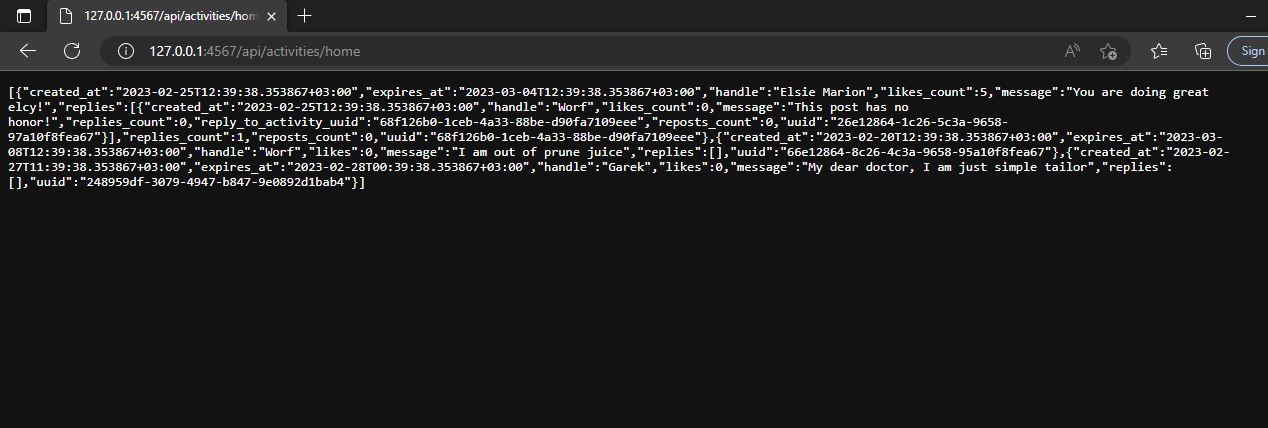 127.0.0.1:4567/api/activities/hom
127.0.0.1:4567/api/activities/home
Sign
[{"created_at":"2023-02-25T12:39:38.353867+03:00","expires_at":"2023-03-04T12:39:38.353867+03:00","handle":"Elsie Marion","likes_count":5,"message":"You are doing great
elcy!","replies":[{"created_at":"2023-02-25T12:39:38.353867+03:00","handle":"Worf","likes_count":0,"message":"This post has no
honor!","replies_count":0,"reply_to_activity_uuid":"68f126b0-1ceb-4a33-88be-d90fa7109eee","reposts_count":0,"uuid":"26e12864-1c26-5c3a-9658-
97a10f8fea67"}],"replies_count":1,"reposts_count":0,"uuid":"68f126b0-1ceb-4a33-88be-d90fa7109eee"},{"created_at":"2023-02-20T12:39:38.353867+03:00","expires_at":"2023-03-
08T12:39:38.353867+03:00","handle":"Worf","likes":0,"message":"I am out of prune juice","replies":[],"uuid":"66e12864-8c26-4c3a-9658-95a10f8fea67"},{"created_at":"2023-02-
27T11:39:38.353867+03:00","expires_at":"2023-02-28T00:39:38.353867+03:00","handle":"Garek","likes":0,"message":"My dear doctor, I am just simple tailor","replies":
[],"uuid":"248959df-3079-4947-b847-9e0892d1bab4"}]